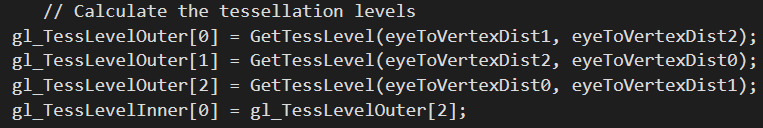 // Calculate the tessellation levels
gl_TessLevelOuter[0] = GetTessLevel(eyeToVertexDist1, eyeToVertexDist2);
gl_TessLevelOuter[1] = GetTessLevel(eyeToVertexDist2, eyeToVertexDist0);
gl_TessLevelOuter[2] = GetTessLevel(eyeToVertexDist0, eyeToVertexDist1);
gl_TessLevelInner[0] = gl_TessLevelOuter[2];